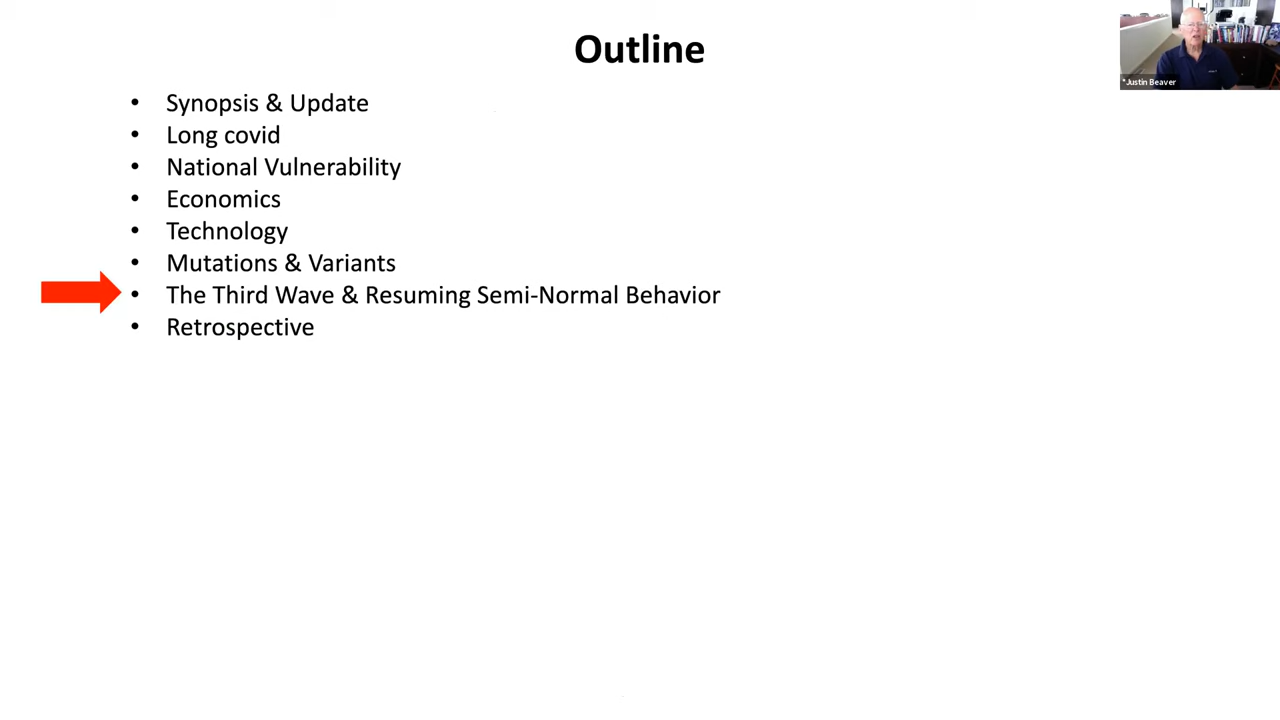 Outline
*Justin Beaver
• Synopsis & Update
• Long covid
• National Vulnerability
• Economics
• Technology
• Mutations & Variants
• The Third Wave & Resuming Semi-Normal Behavior
• Retrospective